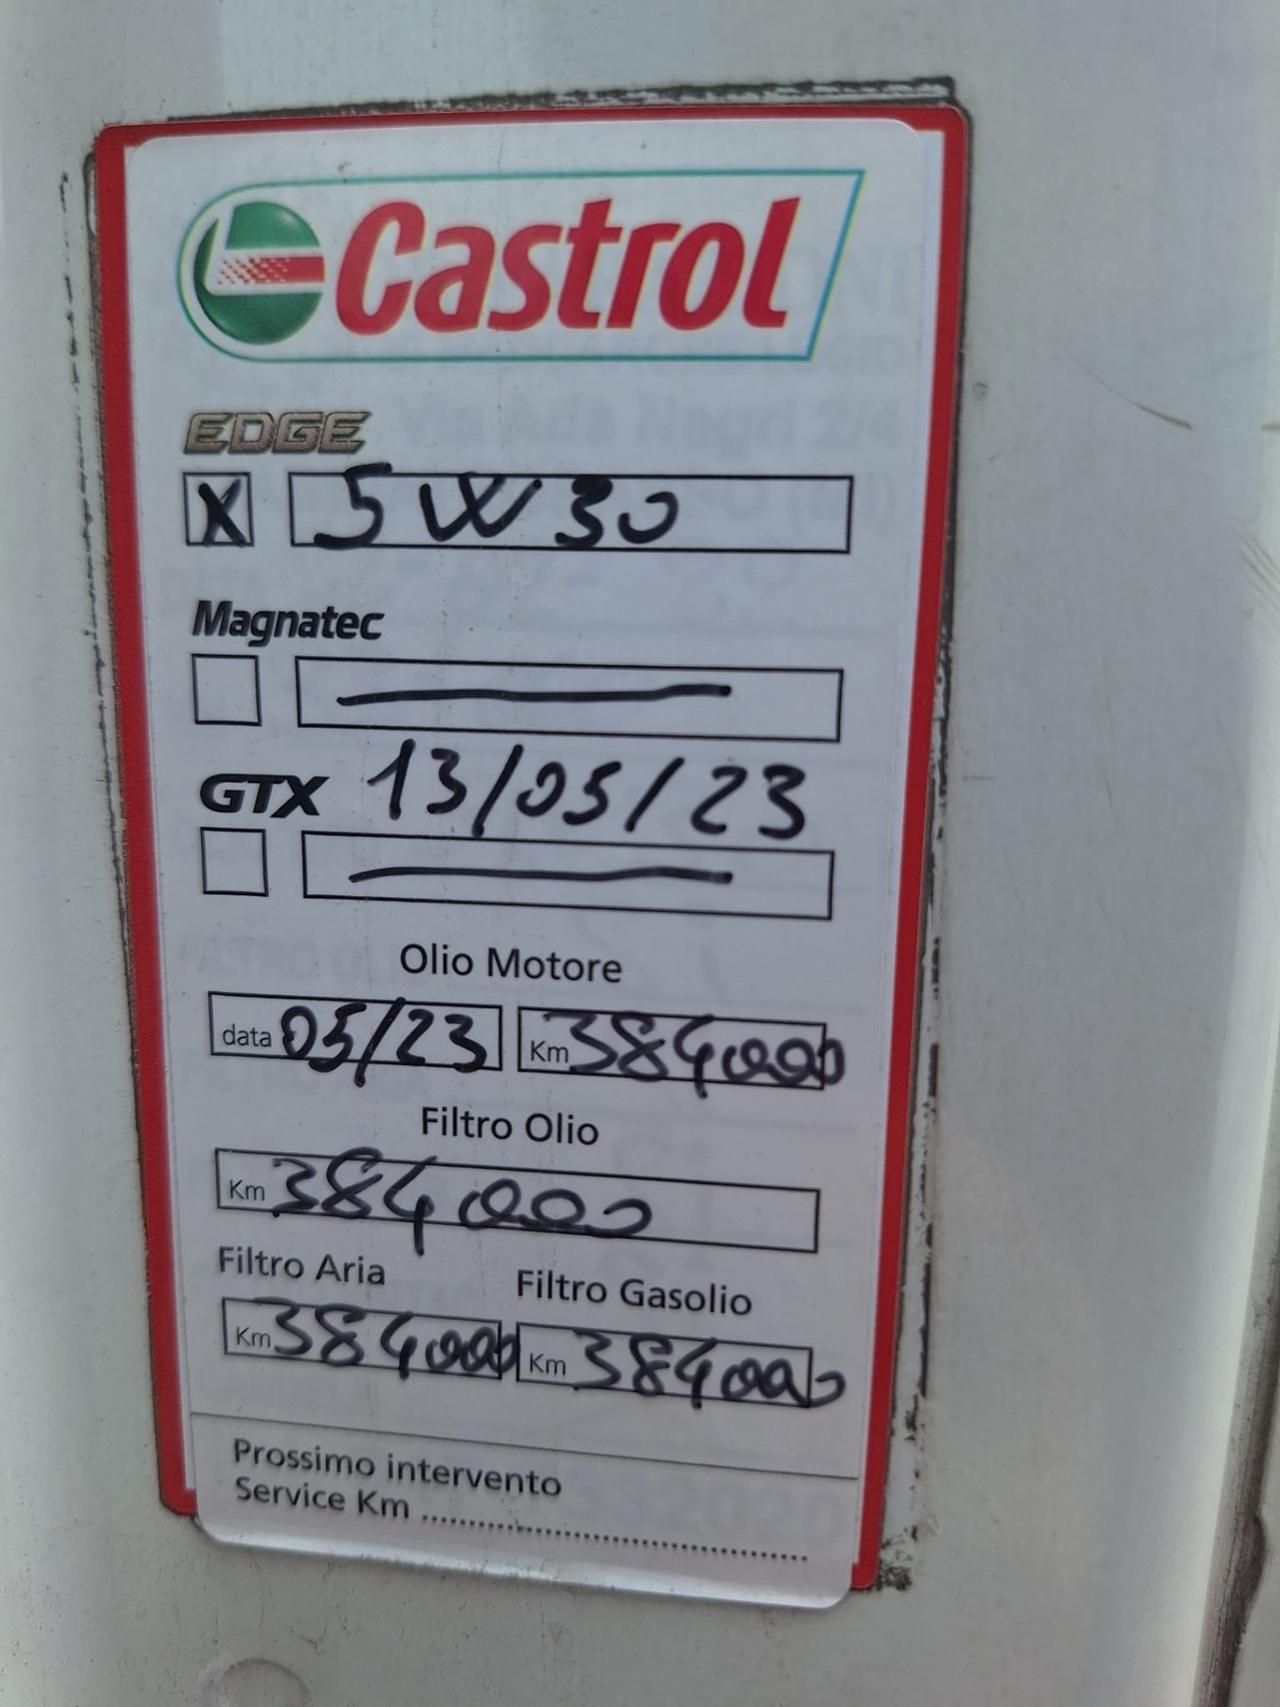 Castrol
EDGE
X 5W30
Magnatec
GTX 13/05/23
Olio Motore
data 05/23 Km 384000
Filtro Olio
Km 384000
Filtro Aria Filtro Gasolio
Km 384000 Km 384000
Prossimo intervento
Service Km ........................................